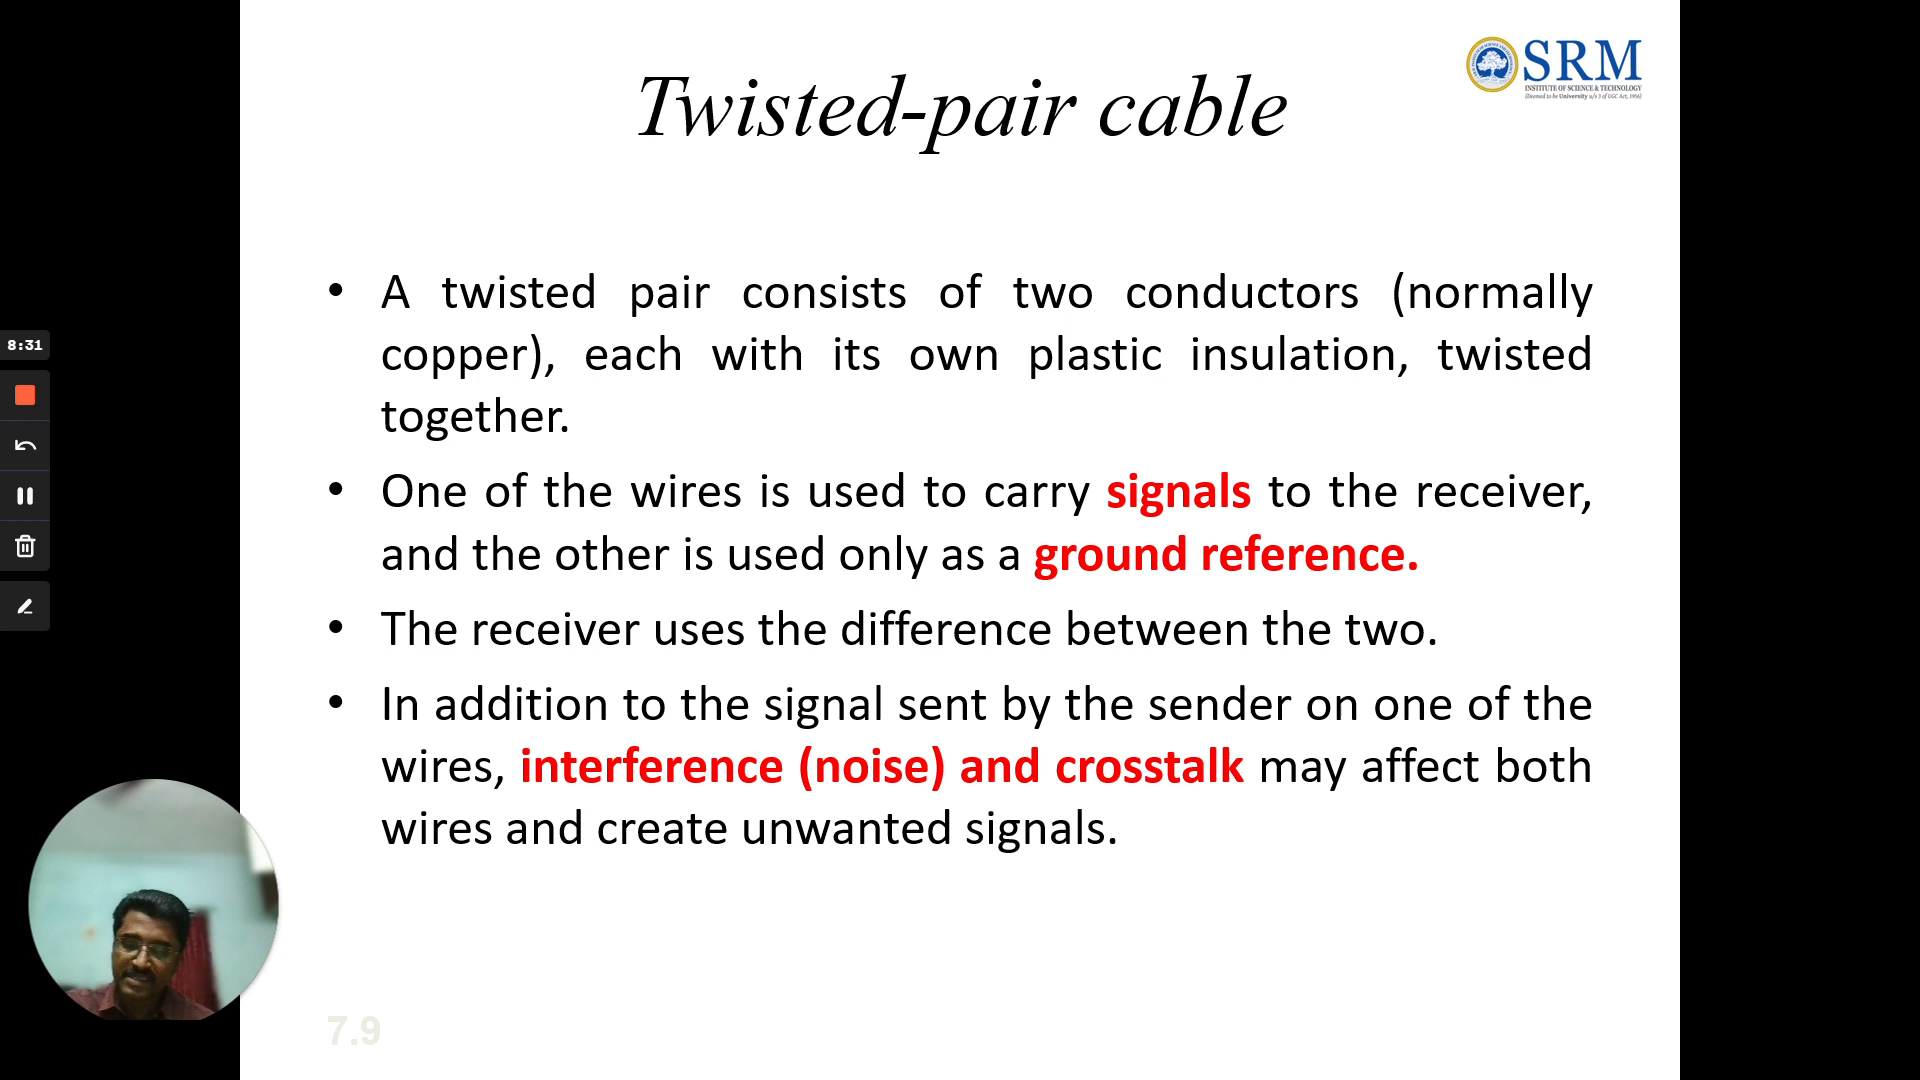 SRM
INSTITUTE OF SCIENCE & TECHNOLOGY
(Deemed to be University u/s 3 of UGC Act, 1956)
Twisted-pair cable
• A twisted pair consists of two conductors (normally
copper), each with its own plastic insulation, twisted
together.
• One of the wires is used to carry signals to the receiver,
and the other is used only as a ground reference.
• The receiver uses the difference between the two.
• In addition to the signal sent by the sender on one of the
wires, interference (noise) and crosstalk may affect both
wires and create unwanted signals.
8:31
7.9